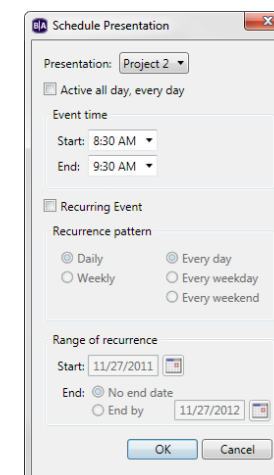 B|A Schedule Presentation
Presentation: Project 2
Active all day, every day
Event time
Start: 8:30 AM
End: 9:30 AM
Recurring Event
Recurrence pattern
Daily Every day
Weekly Every weekday
Every weekend
Range of recurrence
Start: 11/27/2011
End: No end date
End by 11/27/2012
OK Cancel